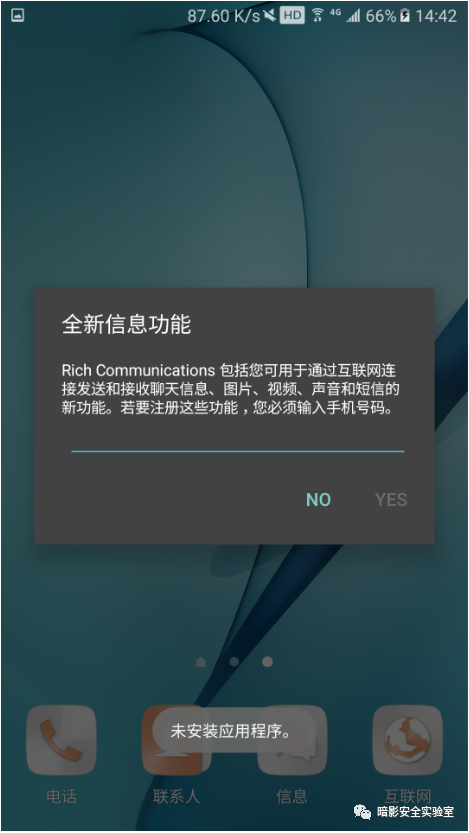 87.60 K/s HD 4G 66% 14:42
全新信息功能
Rich Communications 包括您可用于通过互联网连
接发送和接收聊天信息、图片、视频、声音和短信的
新功能。若要注册这些功能，您必须输入手机号码。
NO YES
未安装应用程序。
电话 联系人 信息 互联网
暗影安全实验室